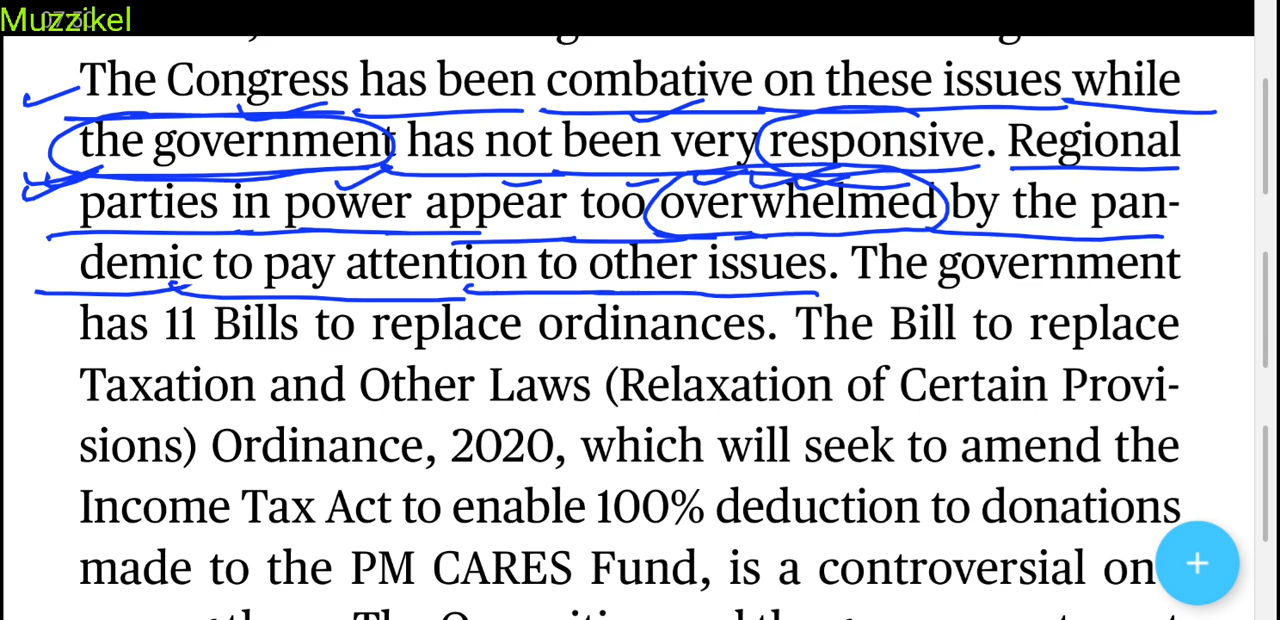 Muzzikel
The Congress has been combative on these issues while
the government has not been very responsive. Regional
parties in power appear too overwhelmed by the pan-
demic to pay attention to other issues. The government
has 11 Bills to replace ordinances. The Bill to replace
Taxation and Other Laws (Relaxation of Certain Provi-
sions) Ordinance, 2020, which will seek to amend the
Income Tax Act to enable 100% deduction to donations
made to the PM CARES Fund, is a controversial